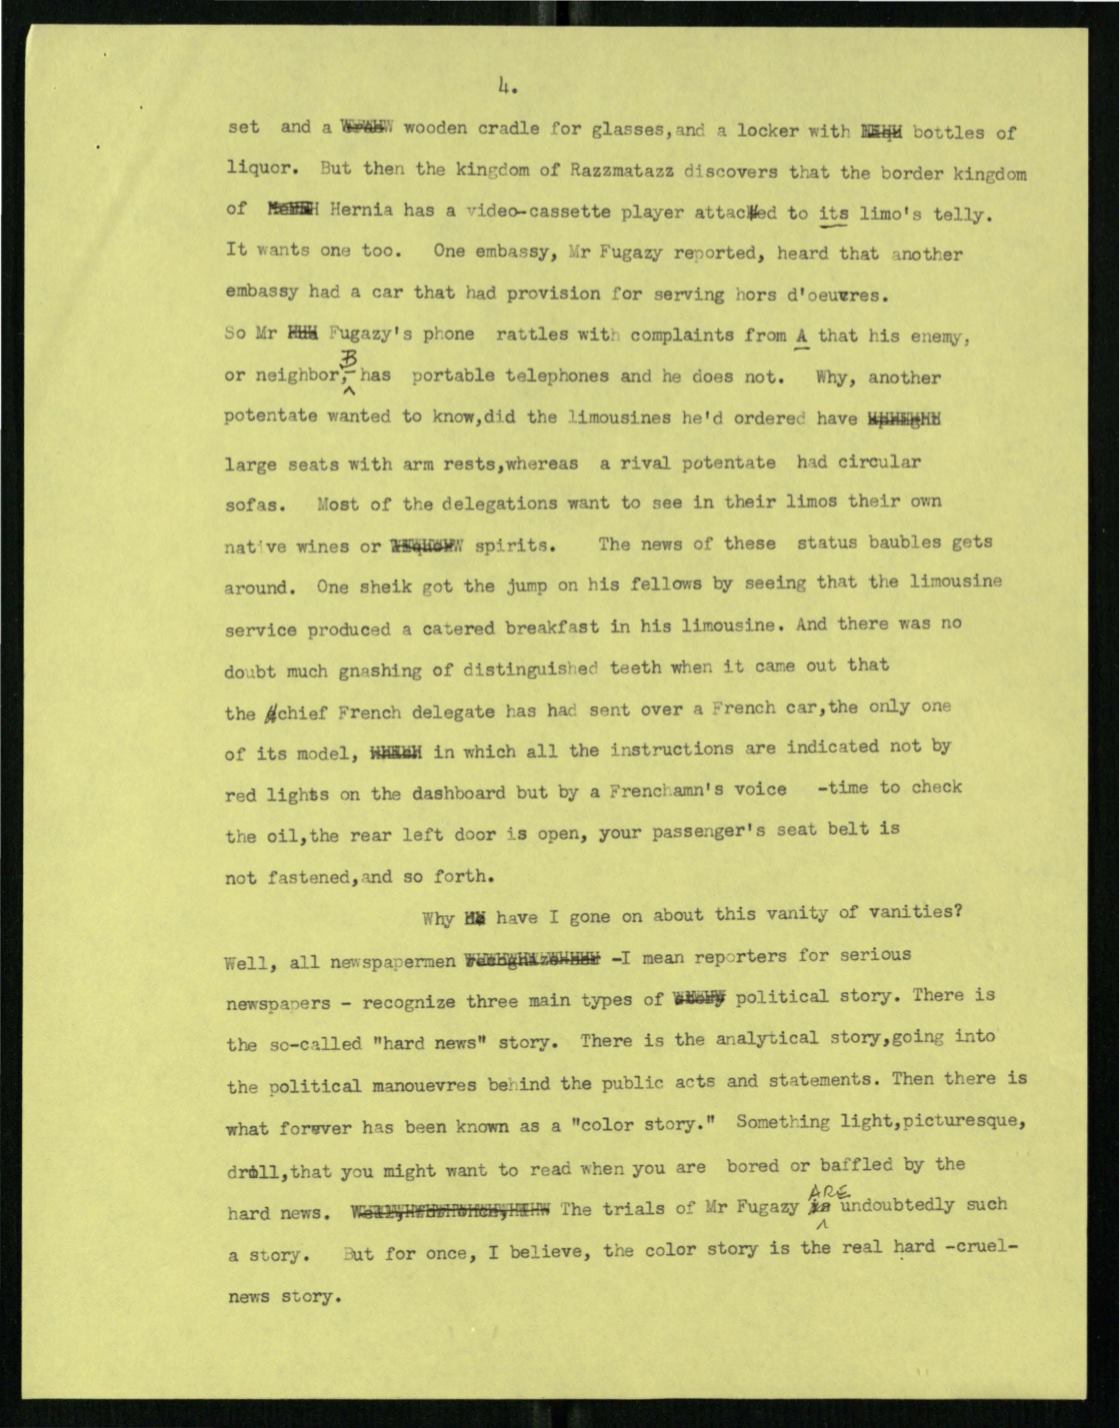 4.
set and a wooden cradle for glasses,and a locker with bottles of
liquor. But then the kingdom of Razzmatazz discovers that the border kingdom
of Hernia has a video-cassette player attached to its limo's telly.
It wants one too. One embassy, Mr Fugazy reported, heard that another
embassy had a car that had provision for serving hors d'oeuvres.
So Mr Fugazy's phone rattles with complaints from A that his enemy,
or neighbor, B has portable telephones and he does not. Why, another
potentate wanted to know,did the limousines he'd ordered have
large seats with arm rests,whereas a rival potentate had circular
sofas. Most of the delegations want to see in their limos their own
native wines or spirits. The news of these status baubles gets
around. One sheik got the jump on his fellows by seeing that the limousine
service produced a catered breakfast in his limousine. And there was no
doubt much gnashing of distinguished teeth when it came out that
the chief French delegate has had sent over a French car,the only one
of its model, in which all the instructions are indicated not by
red lights on the dashboard but by a Frenchamn's voice -time to check
the oil,the rear left door is open, your passenger's seat belt is
not fastened,and so forth.
Why have I gone on about this vanity of vanities?
Well, all newspapermen -I mean reporters for serious
newspapers - recognize three main types of political story. There is
the so-called "hard news" story. There is the analytical story,going into
the political manouevres behind the public acts and statements. Then there is
what forever has been known as a "color story." Something light,picturesque,
droll,that you might want to read when you are bored or baffled by the
hard news. The trials of Mr Fugazy ARE undoubtedly such
a story. But for once, I believe, the color story is the real hard -cruel-
news story.